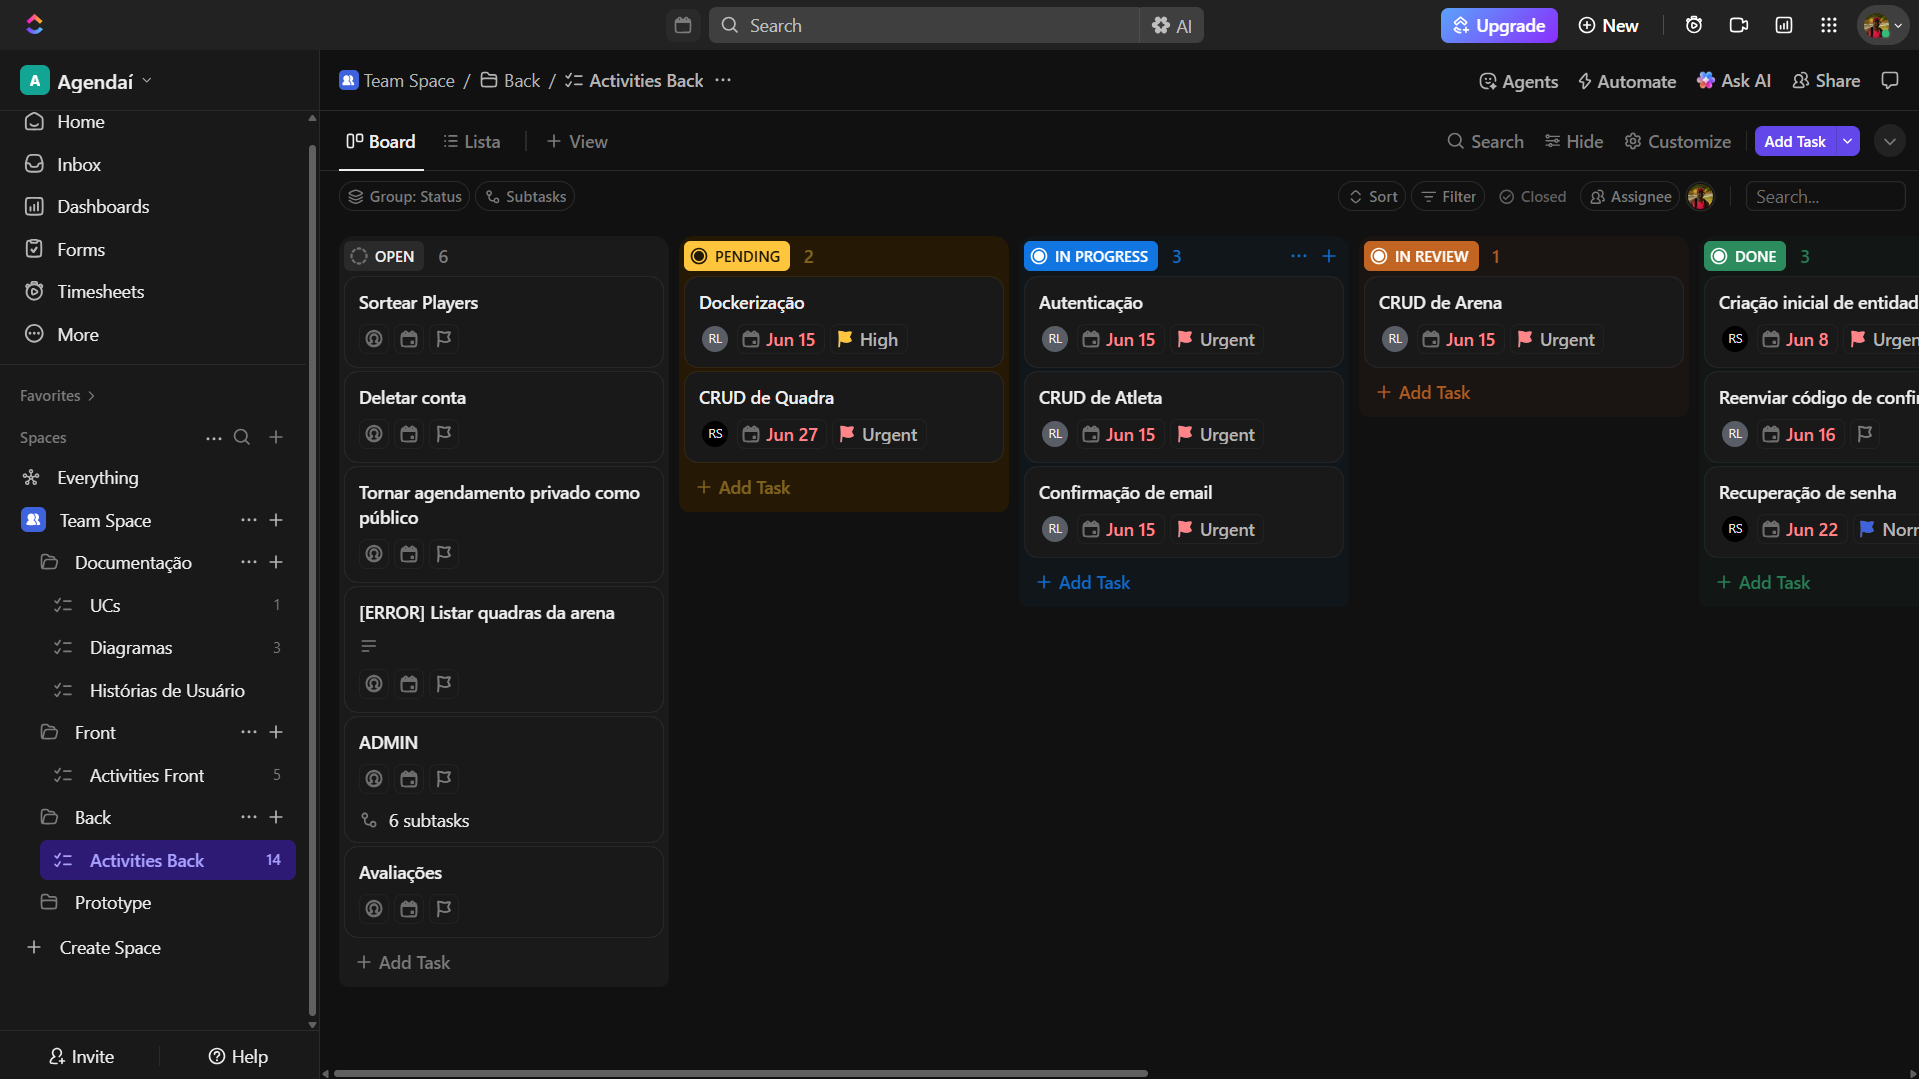 Search
AI
Upgrade
New
A
Agendaí
Team Space / Back / Activities Back
Agents
Automate
Ask AI
Share
Home
Inbox
Dashboards
Forms
Timesheets
More
Favorites
Spaces
Everything
Team Space
Documentação
UCs 1
Diagramas 3
Histórias de Usuário
Front
Activities Front 5
Back
Activities Back 14
Prototype
Create Space
Invite
Help
Board
Lista
View
Search
Hide
Customize
Add Task
Group: Status
Subtasks
Sort
Filter
Closed
Assignee
Search...
OPEN 6
Sortear Players
Deletar conta
Tornar agendamento privado como
público
[ERROR] Listar quadras da arena
ADMIN
6 subtasks
Avaliações
Add Task
PENDING 2
Dockerização
RL Jun 15 High
CRUD de Quadra
RS Jun 27 Urgent
Add Task
IN PROGRESS 3
Autenticação
RL Jun 15 Urgent
CRUD de Atleta
RL Jun 15 Urgent
Confirmação de email
RL Jun 15 Urgent
Add Task
IN REVIEW 1
CRUD de Arena
RL Jun 15 Urgent
Add Task
DONE 3
Criação inicial de entidad
RS Jun 8 Urgen
Reenviar código de confi
RL Jun 16
Recuperação de senha
RS Jun 22 Nor
Add Task